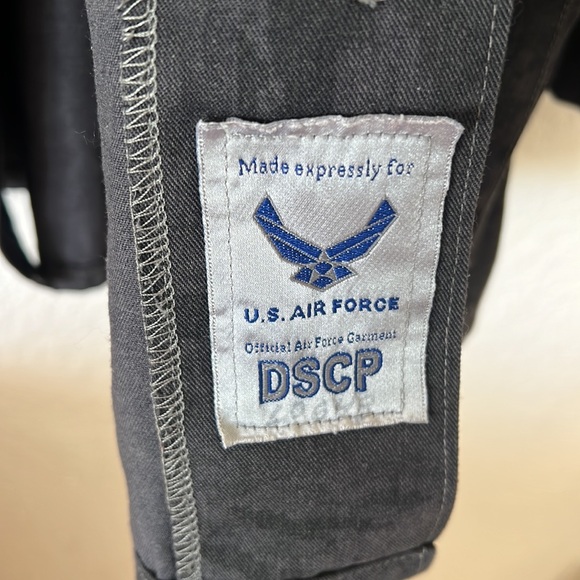 Made expressly for
U.S. AIR FORCE
Official Air Force Garment
DSCP